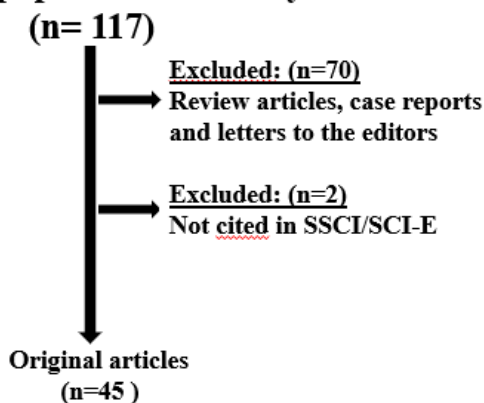 (n= 117)
Excluded: (n=70)
Review articles, case reports
and letters to the editors
Excluded: (n=2)
Not cited in SSCI/SCI-E
Original articles
(n=45 )